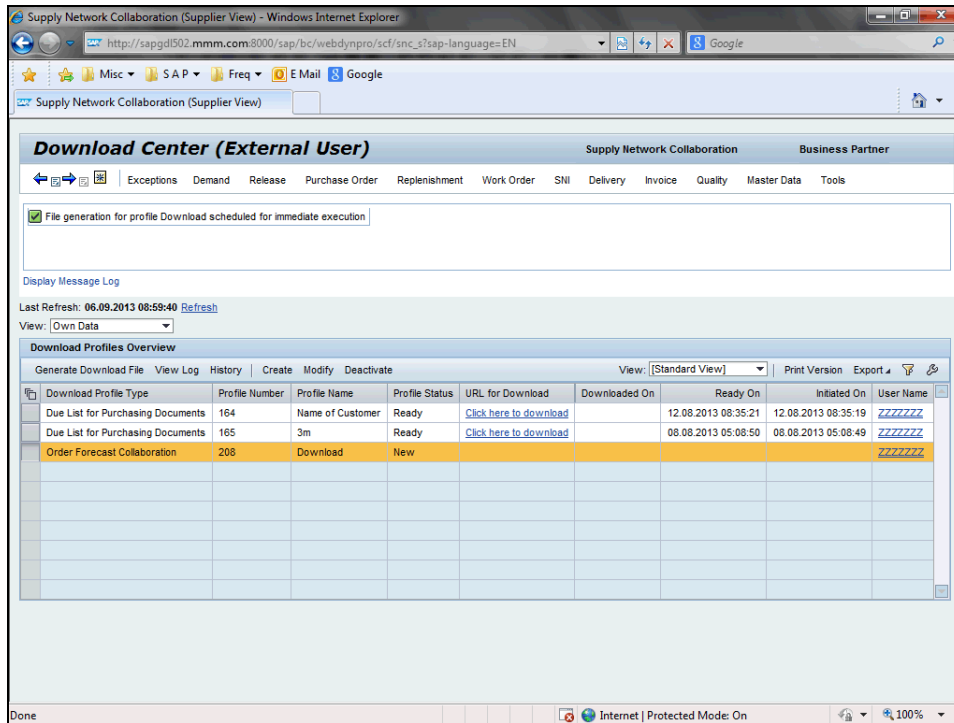 Supply Network Collaboration (Supplier View) - Windows Internet Explorer
http://sapgdl502.mmm.com:8000/sap/bc/webdynpro/scf/snc_s?sap-language=EN
Google
Misc SAP Freq E Mail Google
Supply Network Collaboration (Supplier View)
Download Center (External User) Supply Network Collaboration Business Partner
Exceptions Demand Release Purchase Order Replenishment Work Order SNI Delivery Invoice Quality Master Data Tools
File generation for profile Download scheduled for immediate execution
Display Message Log
Last Refresh: 06.09.2013 08:59:40 Refresh
View: Own Data
Download Profiles Overview
Generate Download File View Log History Create Modify Deactivate View: [Standard View] Print Version Export
Download Profile Type Profile Number Profile Name Profile Status URL for Download Downloaded On Ready On Initiated On User Name
Due List for Purchasing Documents 164 Name of Customer Ready Click here to download 12.08.2013 08:35:21 12.08.2013 08:35:19 ZZZZZZZ
Due List for Purchasing Documents 165 3m Ready Click here to download 08.08.2013 05:08:50 08.08.2013 05:08:49 ZZZZZZZ
Order Forecast Collaboration 208 Download New ZZZZZZZ
Done Internet | Protected Mode: On 100%